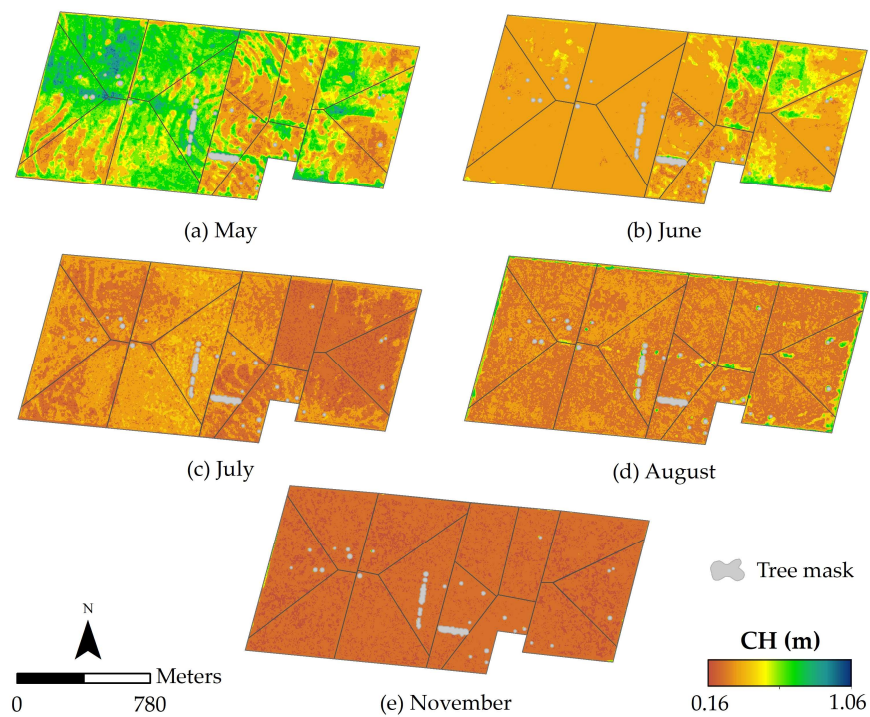 (a) May
(b) June
(c) July
(d) August
(e) November
Tree mask
N
Meters
0 780
CH (m)
0.16 1.06